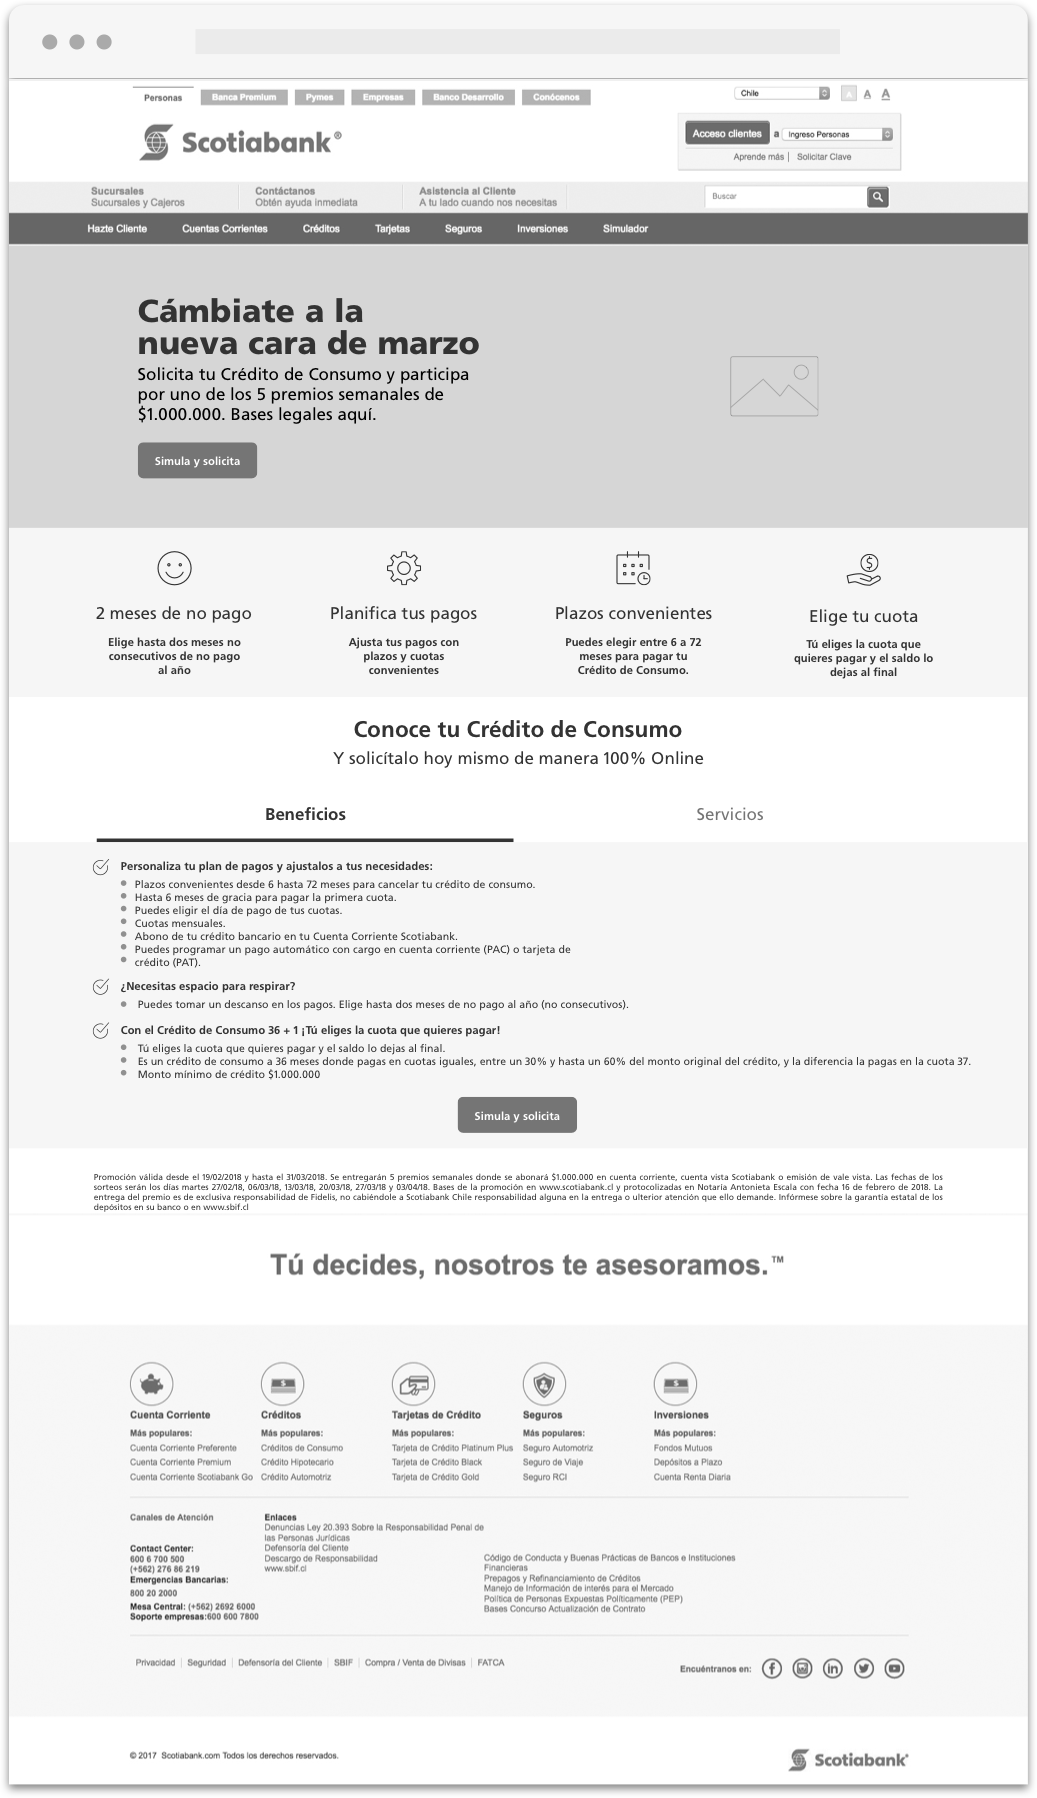 Personas
Banca Premium
Pymes
Empresas
Banco Desarrollo
Conócenos
Chile
A A A
Scotiabank®
Acceso clientes a Ingreso Personas
Aprende más | Solicitar Clave
Sucursales
Sucursales y Cajeros
Contáctanos
Obtén ayuda inmediata
Asistencia al Cliente
A tu lado cuando nos necesitas
Buscar
Hazte Cliente
Cuentas Corrientes
Créditos
Tarjetas
Seguros
Inversiones
Simulador
Cámbiate a la
nueva cara de marzo
Solicita tu Crédito de Consumo y participa
por uno de los 5 premios semanales de
$1.000.000. Bases legales aquí.
Simula y solicita
2 meses de no pago
Elige hasta dos meses no
consecutivos de no pago
al año
Planifica tus pagos
Ajusta tus pagos con
plazos y cuotas
convenientes
Plazos convenientes
Puedes elegir entre 6 a 72
meses para pagar tu
Crédito de Consumo.
$
Elige tu cuota
Tú eliges la cuota que
quieres pagar y el saldo lo
dejas al final
Conoce tu Crédito de Consumo
Y solicítalo hoy mismo de manera 100% Online
Beneficios
Servicios
Personaliza tu plan de pagos y ajustalos a tus necesidades:
Plazos convenientes desde 6 hasta 72 meses para cancelar tu crédito de consumo.
Hasta 6 meses de gracia para pagar la primera cuota.
Puedes eligir el día de pago de tus cuotas.
Cuotas mensuales.
Abono de tu crédito bancario en tu Cuenta Corriente Scotiabank.
Puedes programar un pago automático con cargo en cuenta corriente (PAC) o tarjeta de
crédito (PAT).
¿Necesitas espacio para respirar?
Puedes tomar un descanso en los pagos. Elige hasta dos meses de no pago al año (no consecutivos).
Con el Crédito de Consumo 36 + 1 ¡Tú eliges la cuota que quieres pagar!
Tú eliges la cuota que quieres pagar y el saldo lo dejas al final.
Es un crédito de consumo a 36 meses donde pagas en cuotas iguales, entre un 30% y hasta un 60% del monto original del crédito, y la diferencia la pagas en la cuota 37.
Monto mínimo de crédito $1.000.000
Simula y solicita
Promoción válida desde el 19/02/2018 y hasta el 31/03/2018. Se entregarán 5 premios semanales donde se abonará $1.000.000 en cuenta corriente, cuenta vista Scotiabank o emisión de vale vista. Las fechas de los
sorteos serán los días martes 27/02/18, 06/03/18, 13/03/18, 20/03/18, 27/03/18 y 03/04/18. Bases de la promoción en www.scotiabank.cl y protocolizadas en Notaría Antonieta Escala con fecha 16 de febrero de 2018. La
entrega del premio es de exclusiva responsabilidad de Fidelis, no cabiéndole a Scotiabank Chile responsabilidad alguna en la entrega o ulterior atención que ello demande. Infórmese sobre la garantía estatal de los
depósitos en su banco o en www.sbif.cl
Tú decides, nosotros te asesoramos.™
Cuenta Corriente
Más populares:
Cuenta Corriente Preferente
Cuenta Corriente Premium
Cuenta Corriente Scotiabank Go
Créditos
Más populares:
Créditos de Consumo
Crédito Hipotecario
Crédito Automotriz
Tarjetas de Crédito
Más populares:
Tarjeta de Crédito Platinum Plus
Tarjeta de Crédito Black
Tarjeta de Crédito Gold
Seguros
Más populares:
Seguro Automotriz
Seguro de Viaje
Seguro RCI
Inversiones
Más populares:
Fondos Mutuos
Depósitos a Plazo
Cuenta Renta Diaria
Canales de Atención
Contact Center:
600 6 700 500
(+562) 276 86 219
Emergencias Bancarias:
800 20 2000
Mesa Central: (+562) 2692 6000
Soporte empresas:600 600 7800
Enlaces
Denuncias Ley 20.393 Sobre la Responsabilidad Penal de
las Personas Jurídicas
Defensoría del Cliente
Descargo de Responsabilidad
www.sbif.cl
Código de Conducta y Buenas Prácticas de Bancos e Instituciones
Financieras
Prepagos y Refinanciamiento de Créditos
Manejo de Información de interés para el Mercado
Política de Personas Expuestas Políticamente (PEP)
Bases Concurso Actualización de Contrato
Privacidad | Seguridad | Defensoría del Cliente | SBIF | Compra / Venta de Divisas | FATCA
Encuéntranos en:
© 2017 Scotiabank.com Todos los derechos reservados.
Scotiabank®